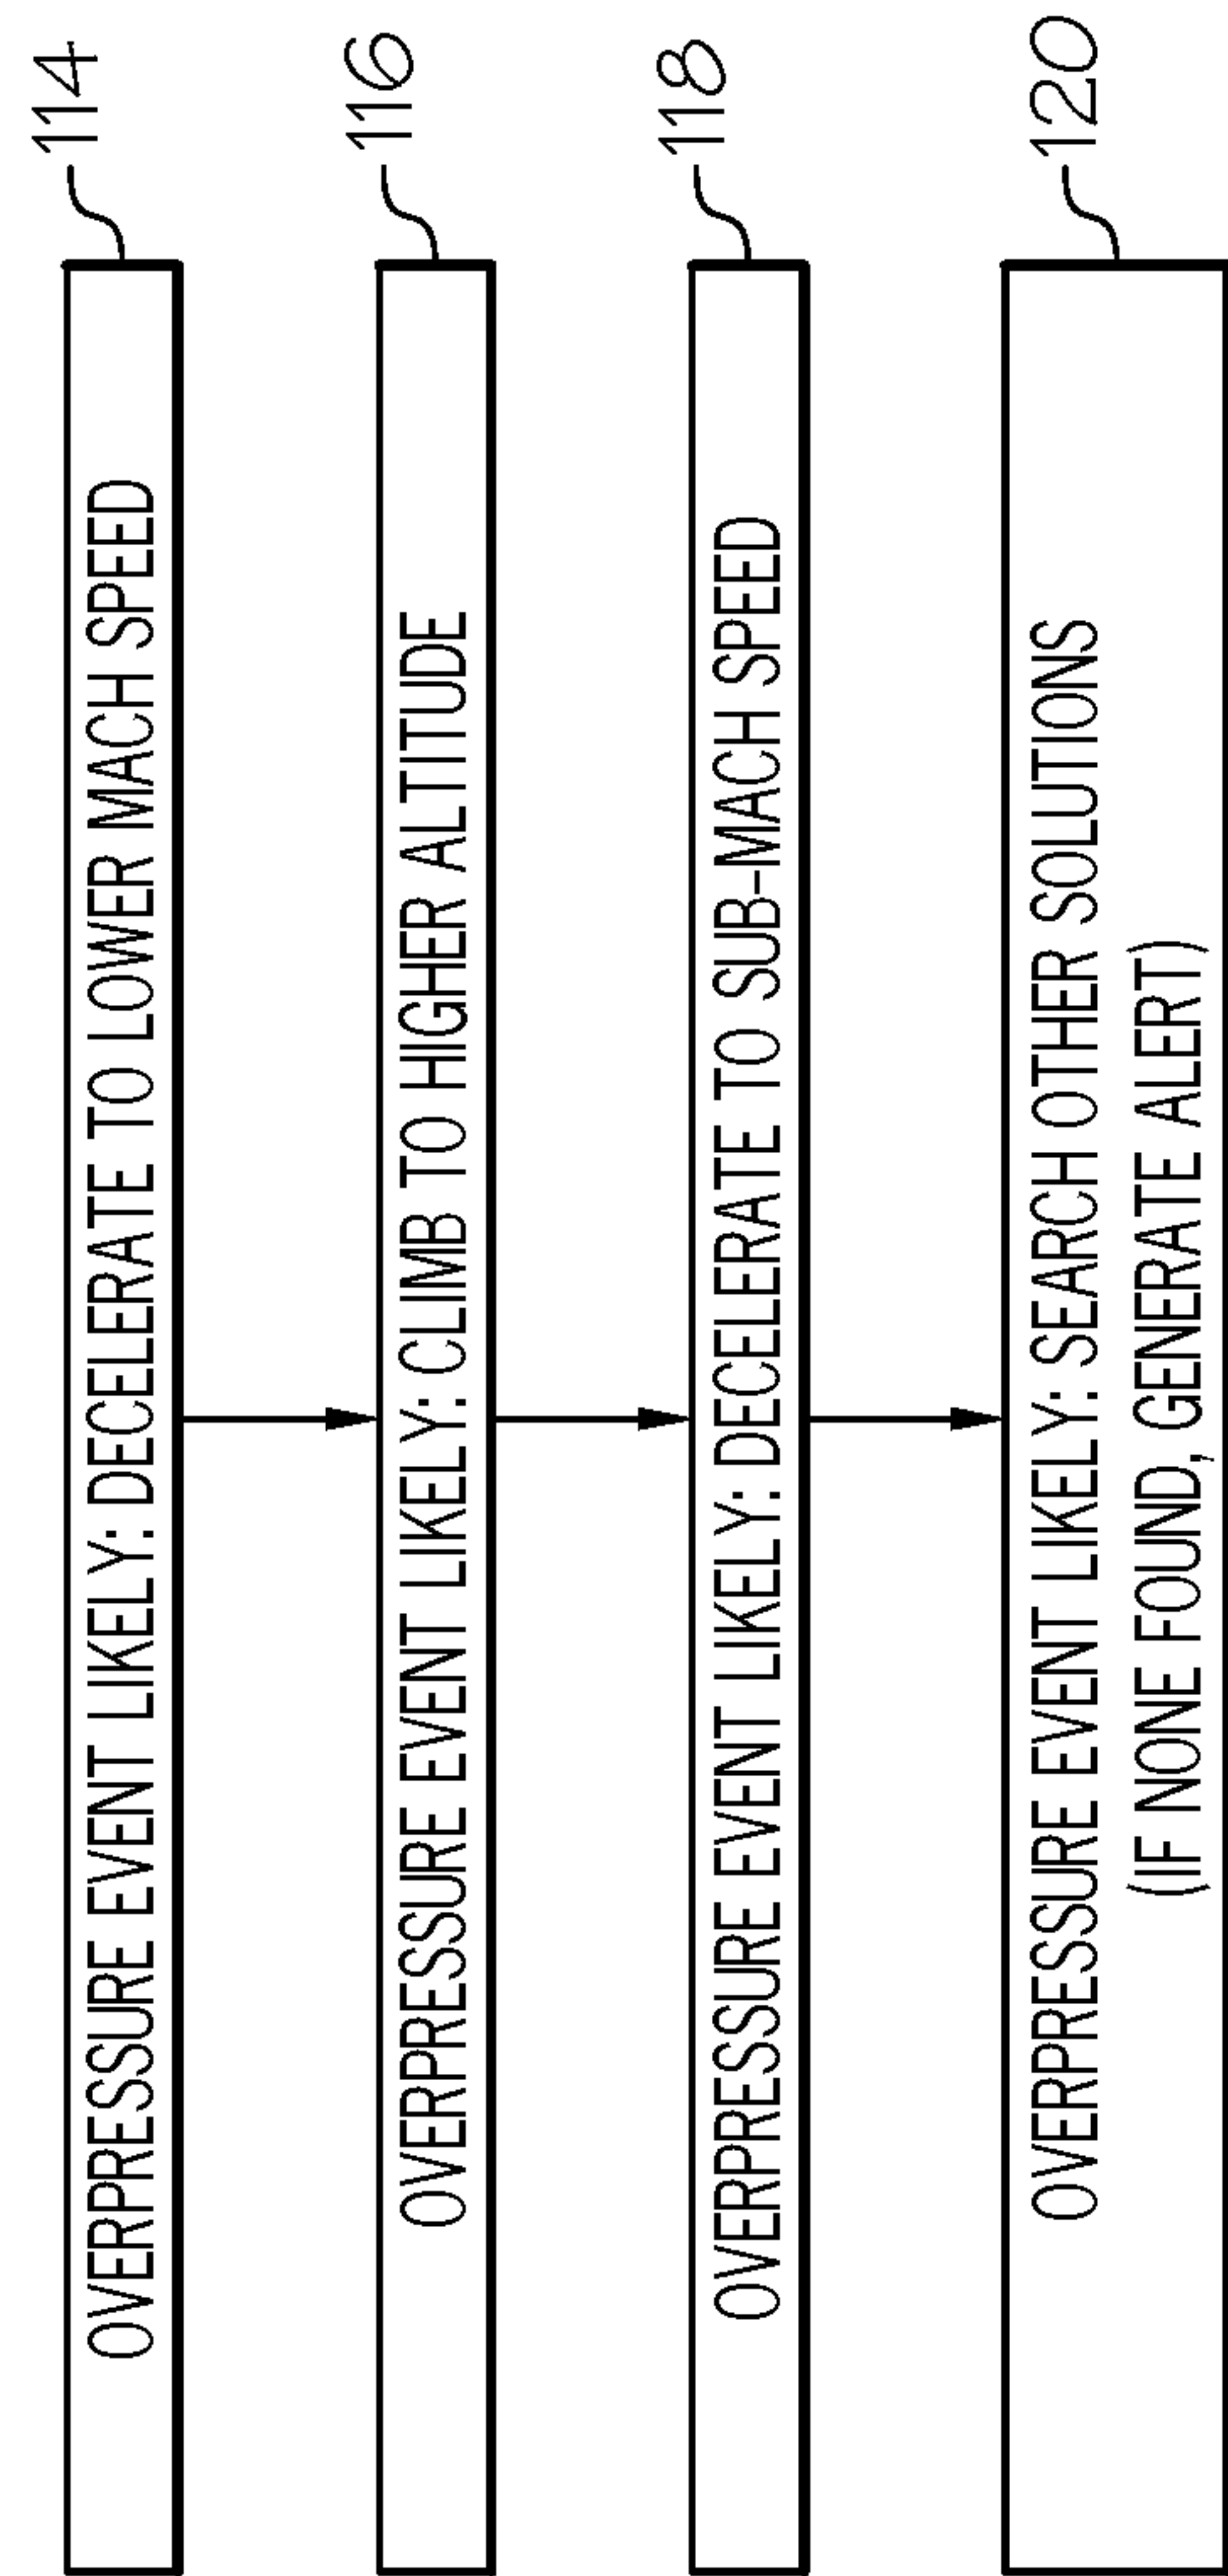 OVERPRESSURE EVENT LIKELY: DECELERATE TO LOWER MACH SPEED
114
OVERPRESSURE EVENT LIKELY: CLIMB TO HIGHER ALTITUDE
116
OVERPRESSURE EVENT LIKELY: DECELERATE TO SUB-MACH SPEED
118
OVERPRESSURE EVENT LIKELY: SEARCH OTHER SOLUTIONS
(IF NONE FOUND, GENERATE ALERT)
120